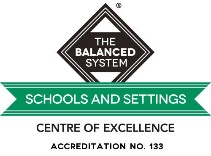 ®
THE
BALANCED
SYSTEM
SCHOOLS AND SETTINGS
CENTRE OF EXCELLENCE
ACCREDITATION NO. 133